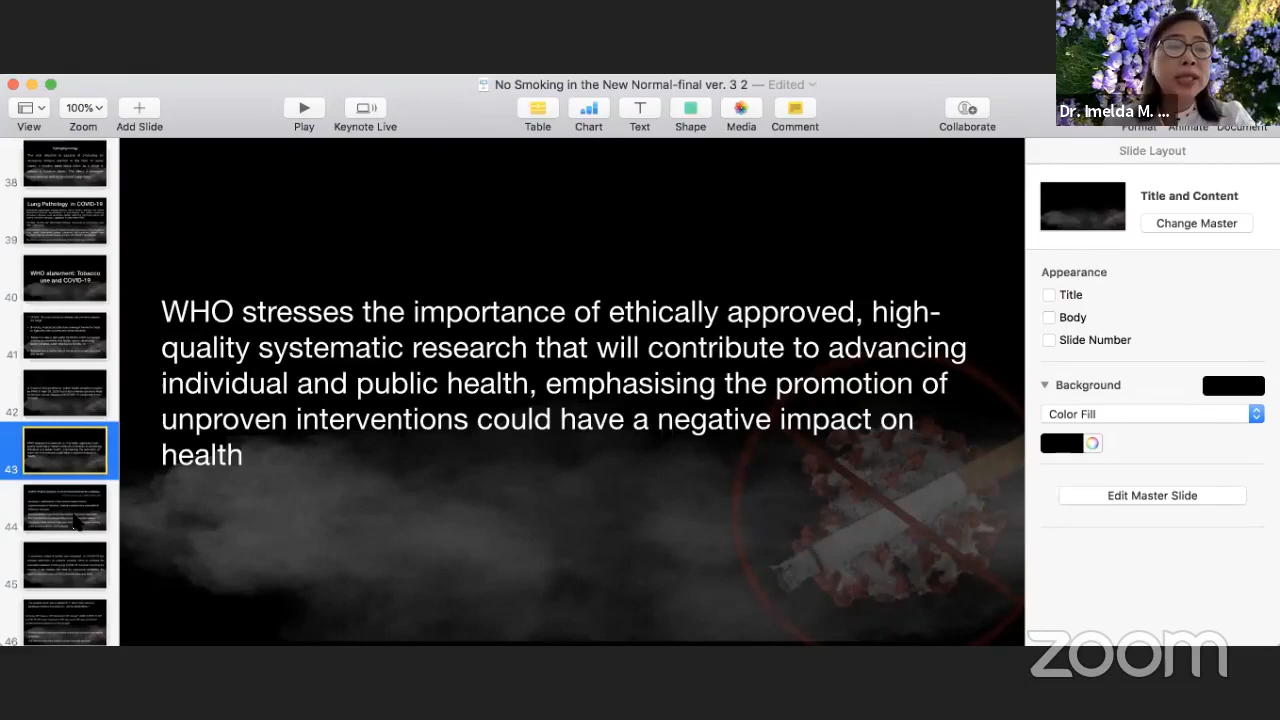 No Smoking in the New Normal-final ver. 3 2 — Edited
View
100%
Zoom
Add Slide
Play
Keynote Live
Table
Chart
Text
Shape
Media
Comment
Collaborate
Format
Animate
Document
Dr. Imelda M. ...
38
39
Lung Pathology in COVID-19
40
WHO statement: Tobacco
use and COVID-19
41
42
43
44
45
46
WHO stresses the importance of ethically approved, high-
quality systematic research that will contribute to advancing
individual and public health, emphasising the promotion of
unproven interventions could have a negative impact on
health
Slide Layout
Title and Content
Change Master
Appearance
Title
Body
Slide Number
Background
Color Fill
Edit Master Slide
zoom